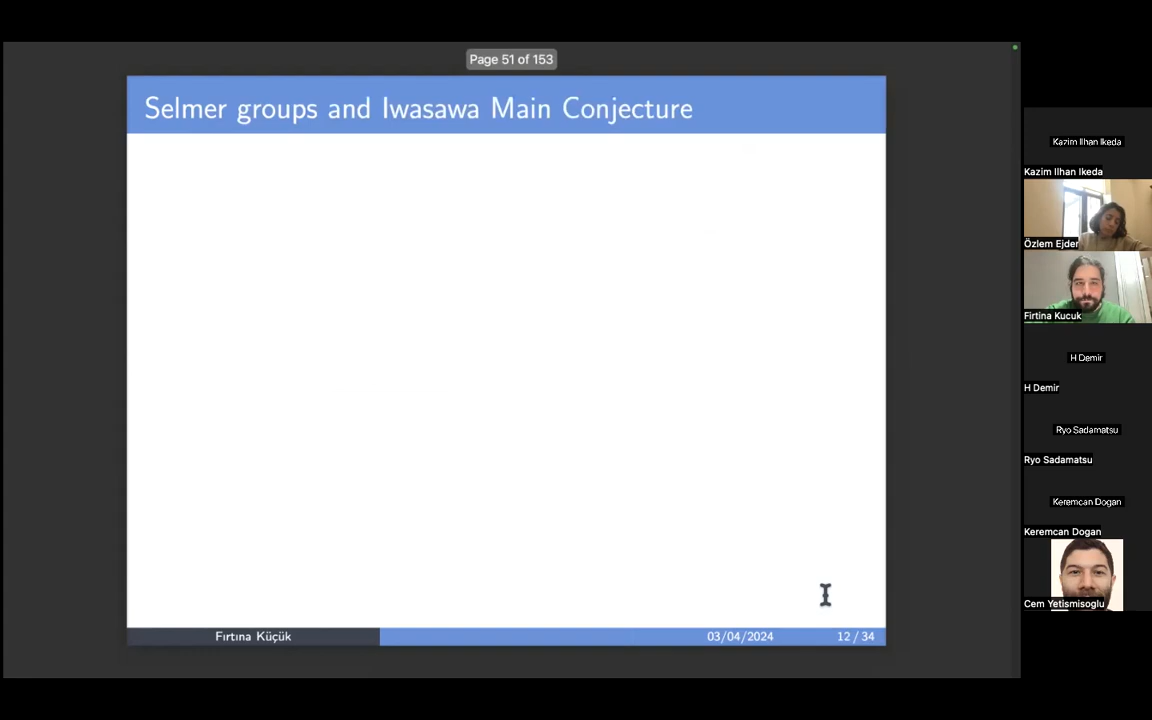 Page 51 of 153
Selmer groups and Iwasawa Main Conjecture
Fırtına Küçük
03/04/2024
12 / 34
Kazim Ilhan Ikeda
Kazim Ilhan Ikeda
Özlem Ejder
Firtina Kucuk
H Demir
H Demir
Ryo Sadamatsu
Ryo Sadamatsu
Keremcan Dogan
Keremcan Dogan
Cem Yetismisoglu